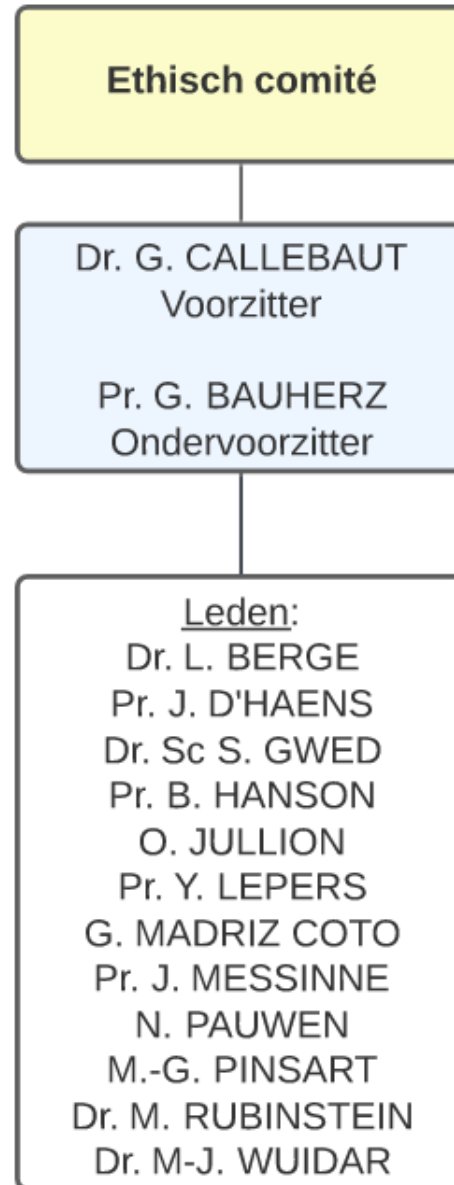 Ethisch comité
Dr. G. CALLEBAUT
Voorzitter
Pr. G. BAUHERZ
Ondervoorzitter
Leden:
Dr. L. BERGE
Pr. J. D'HAENS
Dr. Sc S. GWED
Pr. B. HANSON
O. JULLION
Pr. Y. LEPERS
G. MADRIZ COTO
Pr. J. MESSINNE
N. PAUWEN
M.-G. PINSART
Dr. M. RUBINSTEIN
Dr. M-J. WUIDAR